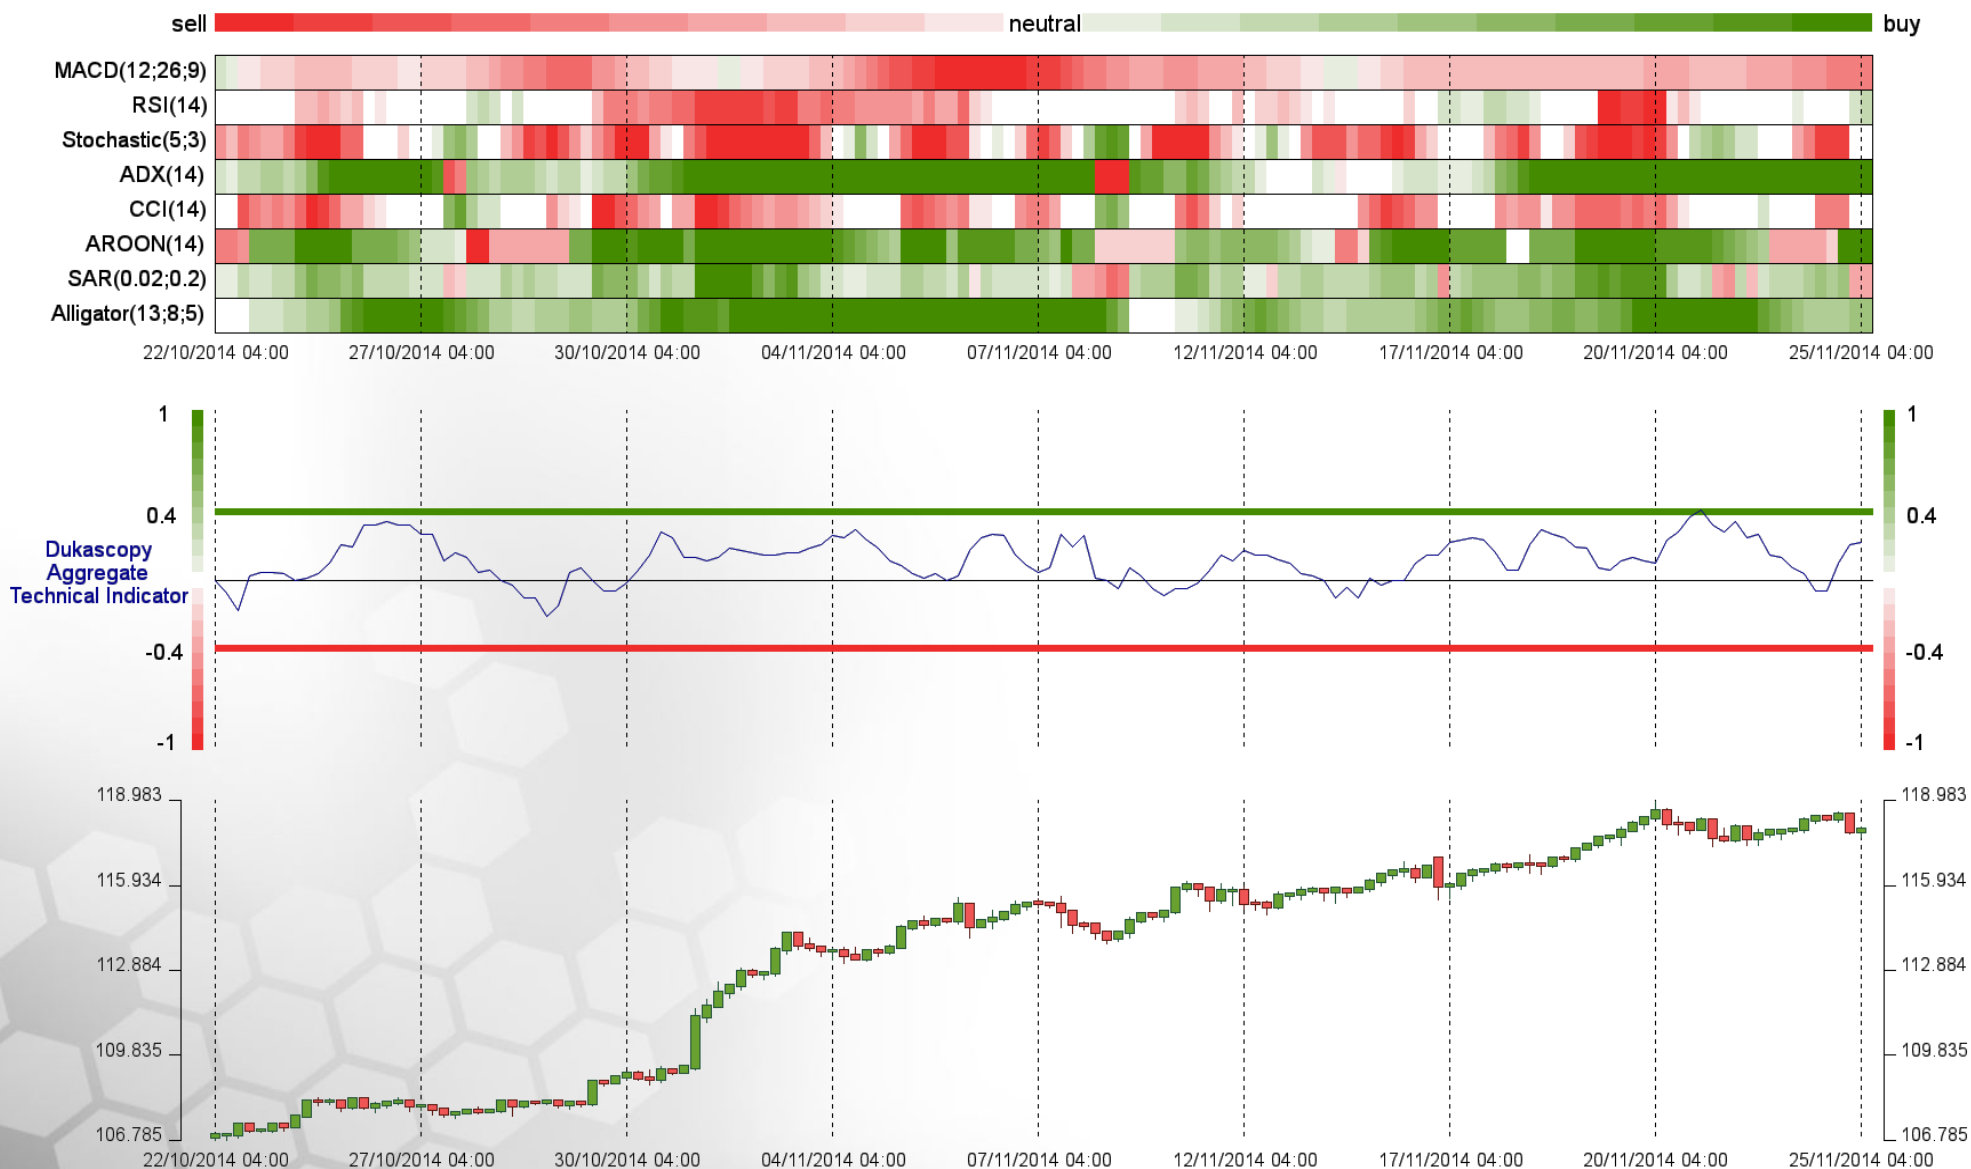 sell neutral buy
MACD(12;26;9)
RSI(14)
Stochastic(5;3)
ADX(14)
CCI(14)
AROON(14)
SAR(0.02;0.2)
Alligator(13;8;5)
22/10/2014 04:00 27/10/2014 04:00 30/10/2014 04:00 04/11/2014 04:00 07/11/2014 04:00 12/11/2014 04:00 17/11/2014 04:00 20/11/2014 04:00 25/11/2014 04:00
1 1
0.4 0.4
Dukascopy
Aggregate
Technical Indicator
-0.4 -0.4
-1 -1
118.983 118.983
115.934 115.934
112.884 112.884
109.835 109.835
106.785 106.785
22/10/2014 04:00 27/10/2014 04:00 30/10/2014 04:00 04/11/2014 04:00 07/11/2014 04:00 12/11/2014 04:00 17/11/2014 04:00 20/11/2014 04:00 25/11/2014 04:00